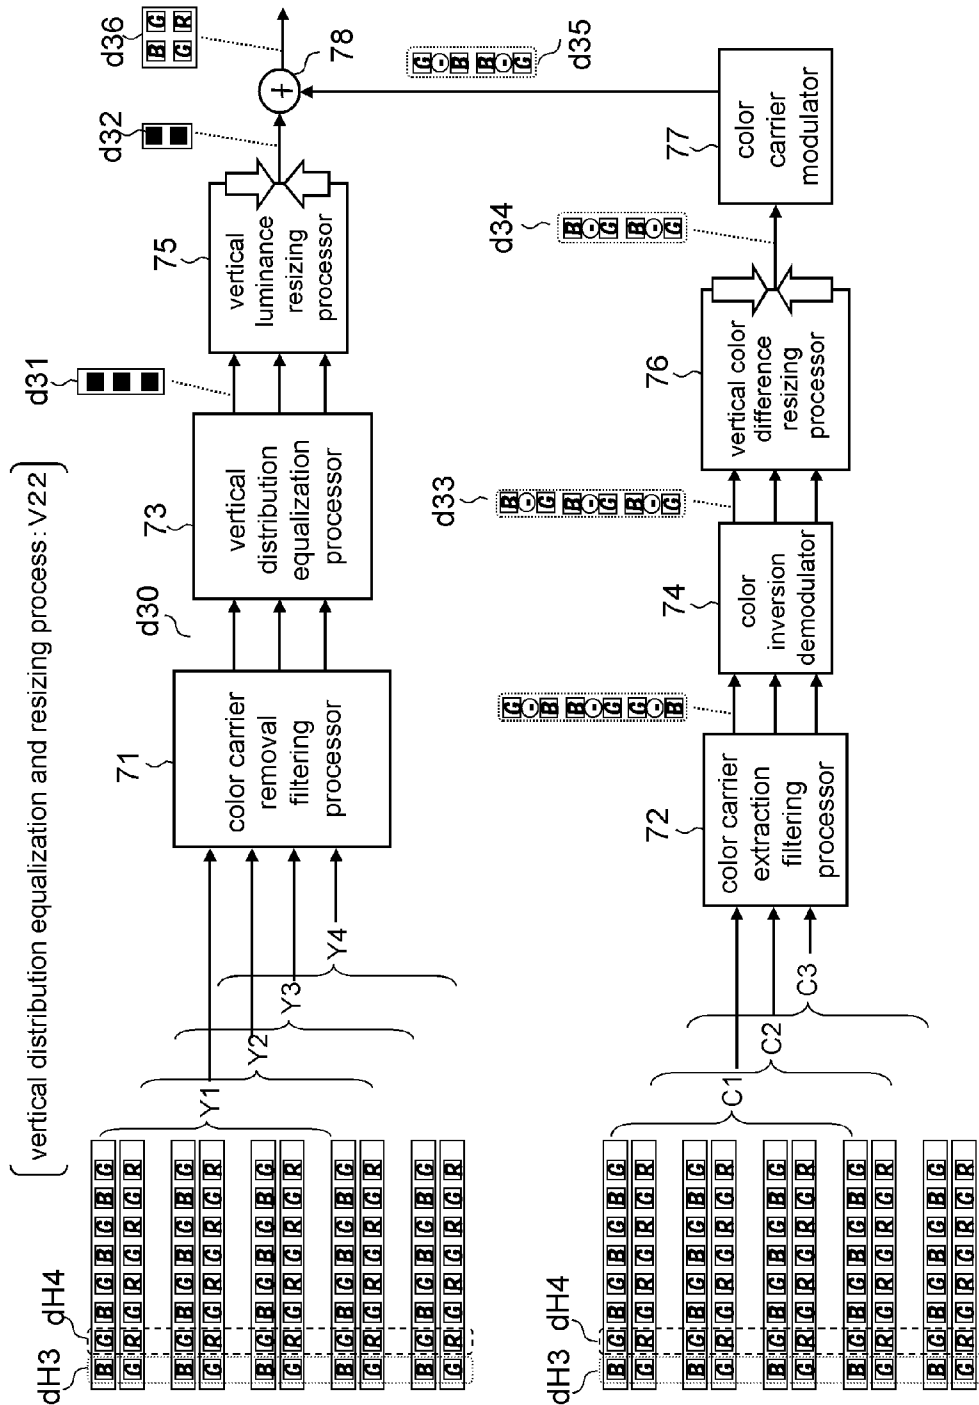 vertical distribution equalization and resizing process : V22
dH3
dH4
B G B G B G B G
G R G R G R G R
B G B G B G B G
G R G R G R G R
B G B G B G B G
G R G R G R G R
B G B G B G B G
G R G R G R G R
B G B G B G B G
G R G R G R G R
Y1
Y2
Y3
Y4
71
color carrier
removal
filtering
processor
d30
73
vertical
distribution
equalization
processor
d31
75
vertical
luminance
resizing
processor
d32
+
78
d36
B G
G R
dH3
dH4
B G B G B G B G
G R G R G R G R
B G B G B G B G
G R G R G R G R
B G B G B G B G
G R G R G R G R
B G B G B G B G
G R G R G R G R
B G B G B G B G
G R G R G R G R
C1
C2
C3
72
color carrier
extraction
filtering
processor
G - B B - G G - B
74
color
inversion
demodulator
d33
B - G B - G B - G
76
vertical color
difference
resizing
processor
d34
B - G B - G
77
color
carrier
modulator
G - B B - G
d35